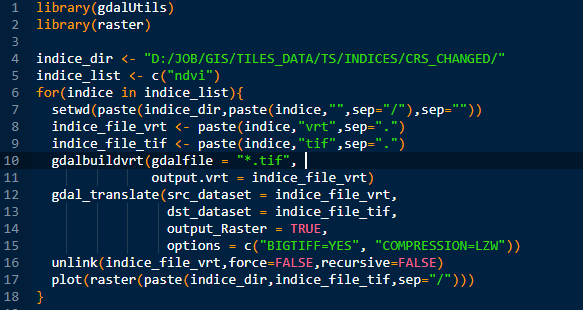 1 library(gdalUtils)
2 library(raster)
3
4 indice_dir <- "D:/JOB/GIS/TILES_DATA/TS/INDICES/CRS_CHANGED/"
5 indice_list <- c("ndvi")
6 for(indice in indice_list){
7   setwd(paste(indice_dir,paste(indice,"",sep="/"),sep=""))
8   indice_file_vrt <- paste(indice,"vrt",sep=".")
9   indice_file_tif <- paste(indice,"tif",sep=".")
10   gdalbuildvrt(gdalfile = "*.tif",
11                output.vrt = indice_file_vrt)
12   gdal_translate(src_dataset = indice_file_vrt,
13                  dst_dataset = indice_file_tif,
14                  output_Raster = TRUE,
15                  options = c("BIGTIFF=YES", "COMPRESSION=LZW"))
16   unlink(indice_file_vrt,force=FALSE,recursive=FALSE)
17   plot(raster(paste(indice_dir,indice_file_tif,sep="/")))
18 }